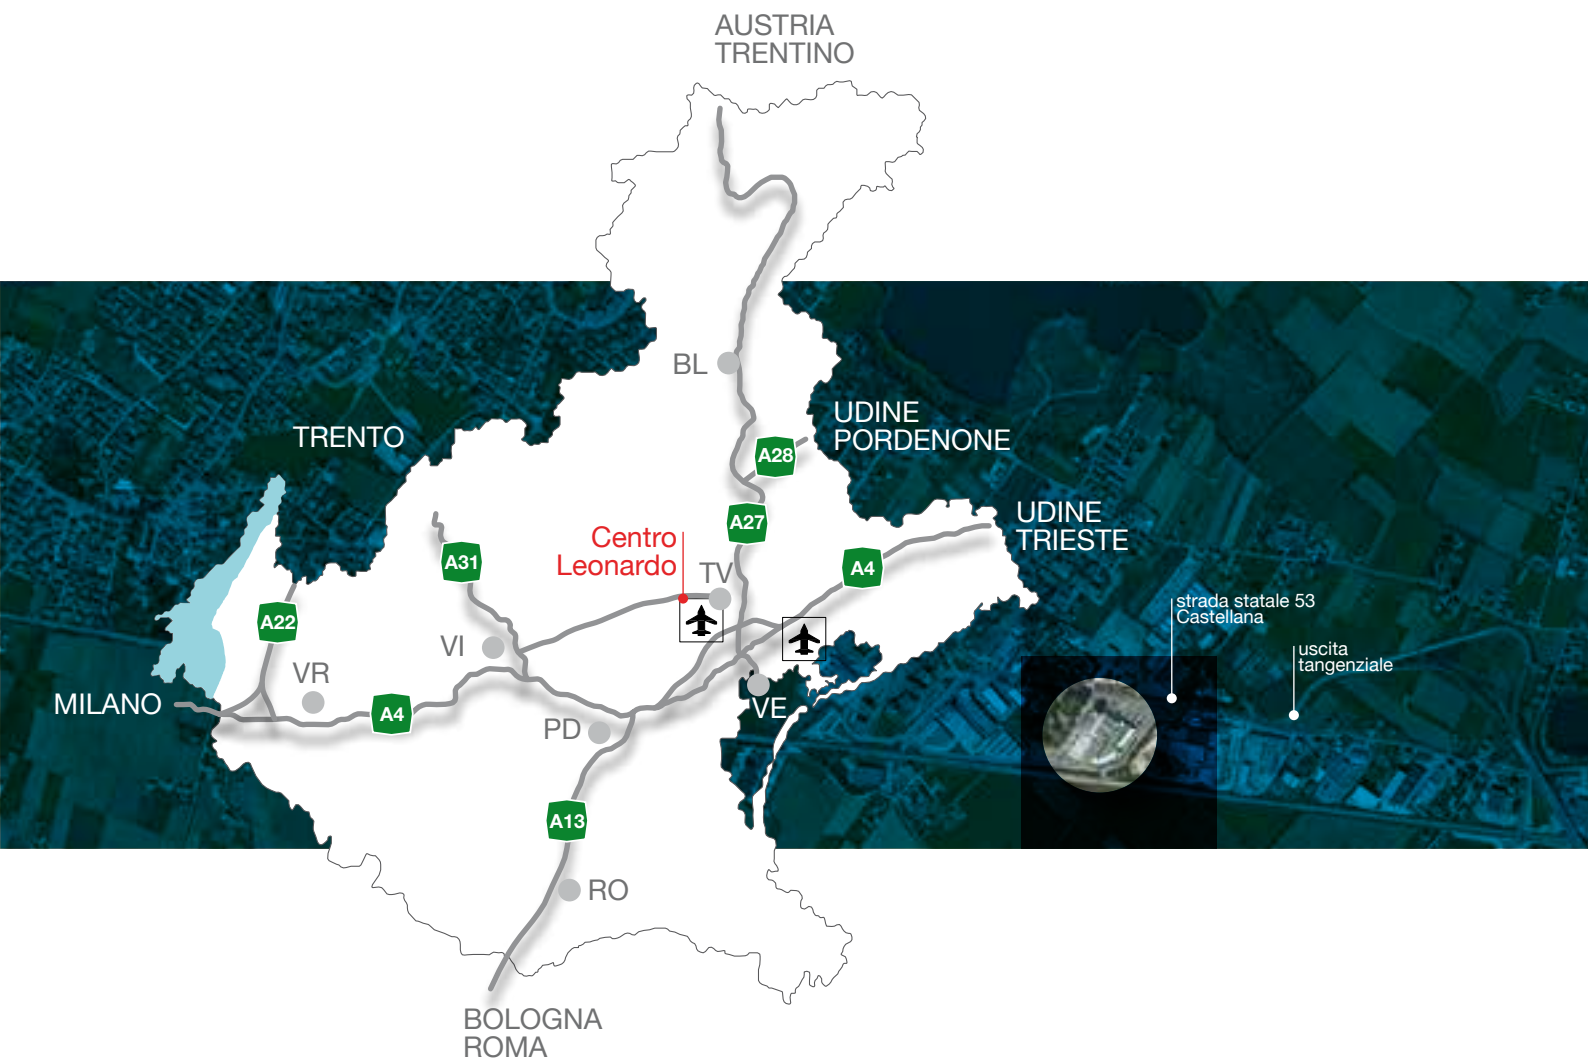 AUSTRIA
TRENTINO
BL
UDINE
PORDENONE
TRENTO
A28
UDINE
TRIESTE
A27
Centro
Leonardo
A31
TV
A4
A22
strada statale 53
Castellana
VI
uscita
tangenziale
VR
MILANO
A4
VE
PD
A13
RO
BOLOGNA
ROMA